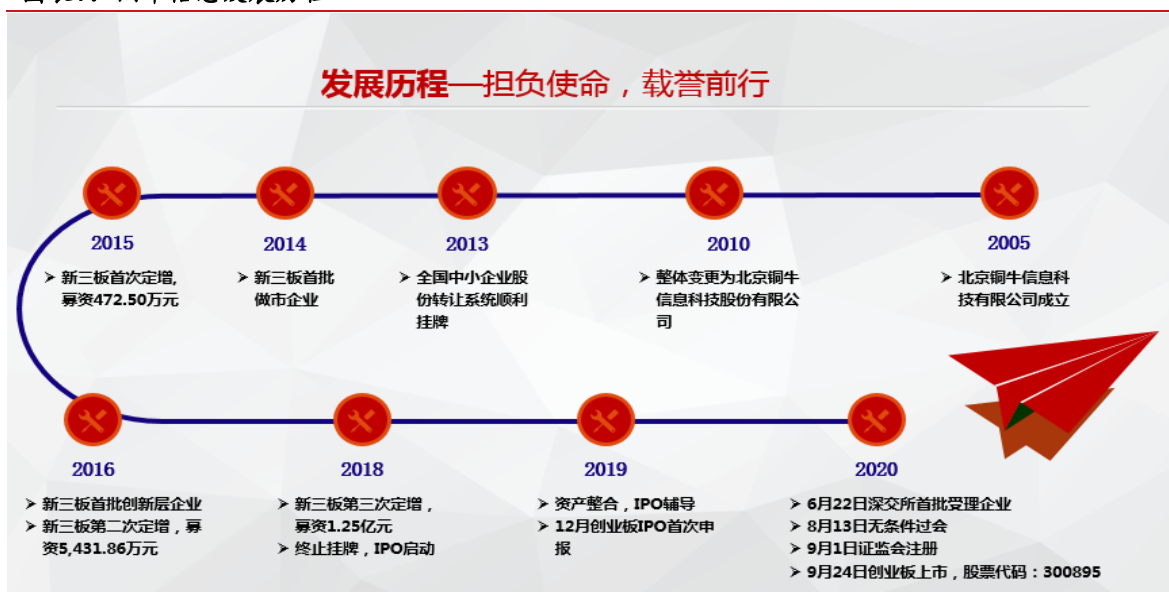 发展历程—担负使命，载誉前行
2015
2014
2013
2010
2005
➢ 新三板首次定增,
募资472.50万元
➢ 新三板首批
做市企业
➢ 全国中小企业股
份转让系统顺利
挂牌
➢ 整体变更为北京铜牛
信息科技股份有限公
司
➢ 北京铜牛信息科
技有限公司成立
2016
2018
2019
2020
➢ 新三板首批创新层企业
➢ 新三板第二次定增，募
资5,431.86万元
➢ 新三板第三次定增，
募资1.25亿元
➢ 终止挂牌，IPO启动
➢ 资产整合，IPO辅导
➢ 12月创业板IPO首次申
报
➢ 6月22日深交所首批受理企业
➢ 8月13日无条件过会
➢ 9月1日证监会注册
➢ 9月24日创业板上市，股票代码：300895